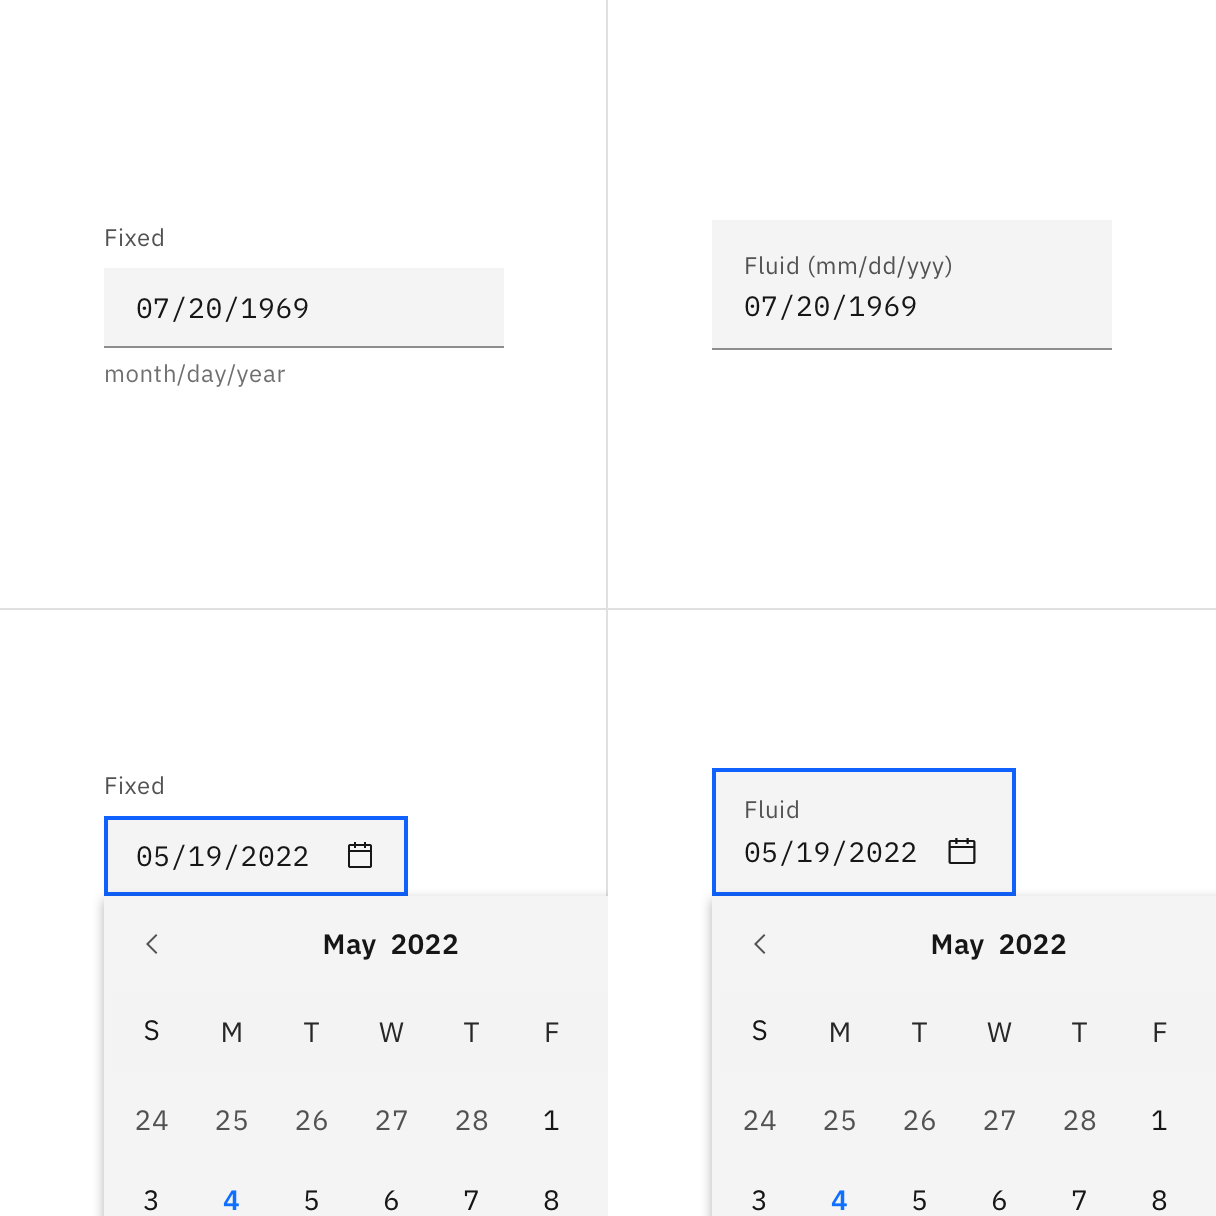 Fixed
07/20/1969
month/day/year
Fluid (mm/dd/yyy)
07/20/1969
Fixed
05/19/2022
May 2022
S M T W T F
24 25 26 27 28 1
3 4 5 6 7 8
Fluid
05/19/2022
May 2022
S M T W T F
24 25 26 27 28 1
3 4 5 6 7 8